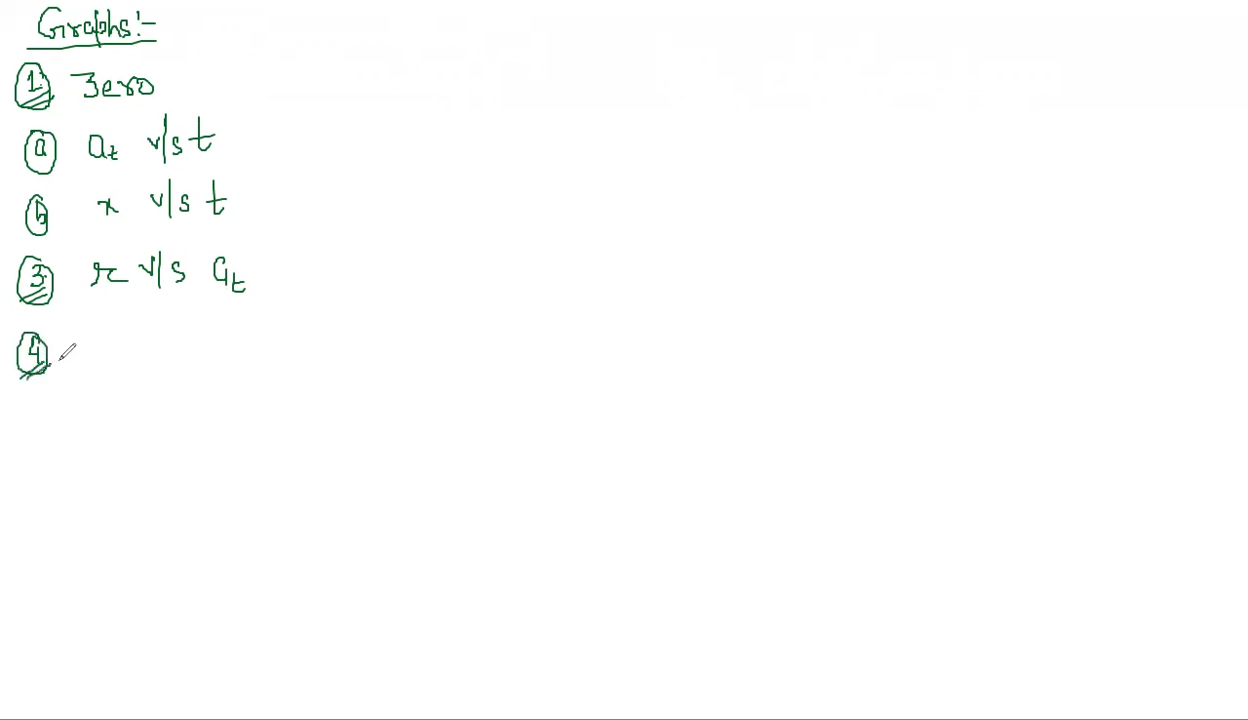 Graphs:-
1. Zero
a at v/s t
b x v/s t
3. r v/s at
4